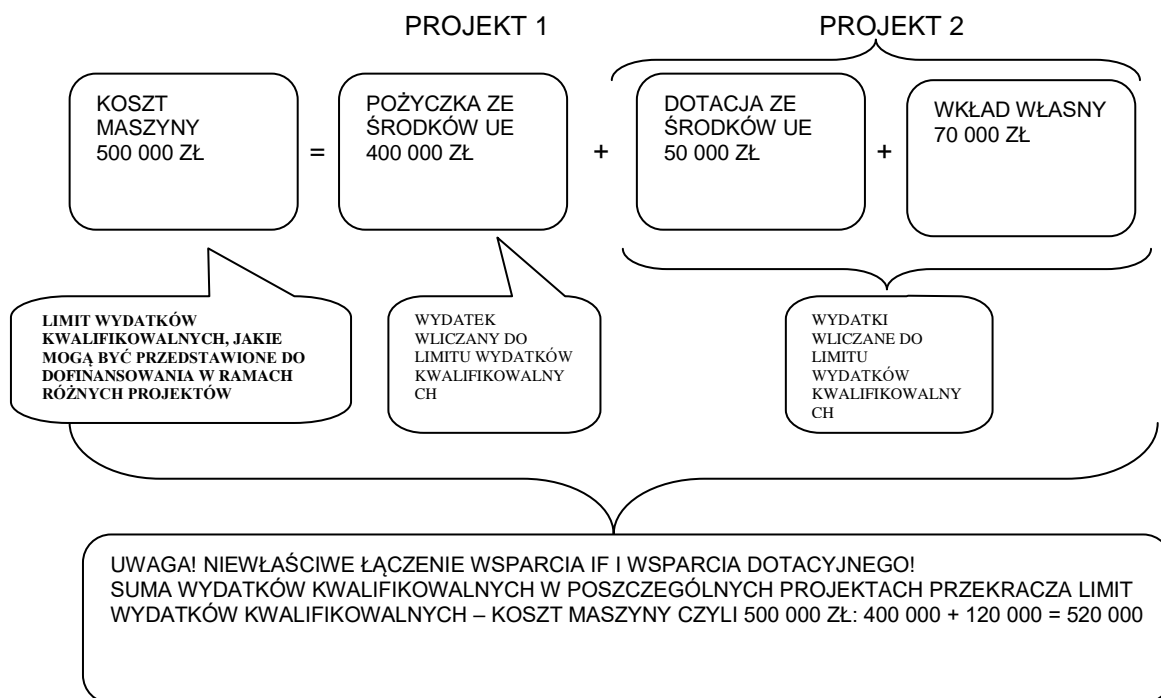 PROJEKT 1
PROJEKT 2
KOSZT
MASZYNY
500 000 ZŁ
=
POŻYCZKA ZE
ŚRODKÓW UE
400 000 ZŁ
+
DOTACJA ZE
ŚRODKÓW UE
50 000 ZŁ
+
WKŁAD WŁASNY
70 000 ZŁ
LIMIT WYDATKÓW
KWALIFIKOWALNYCH, JAKIE
MOGĄ BYĆ PRZEDSTAWIONE DO
DOFINANSOWANIA W RAMACH
RÓŻNYCH PROJEKTÓW
WYDATEK
WLICZANY DO
LIMITU WYDATKÓW
KWALIFIKOWALNY
CH
WYDATKI
WLICZANE DO
LIMITU
WYDATKÓW
KWALIFIKOWALNY
CH
UWAGA! NIEWŁAŚCIWE ŁĄCZENIE WSPARCIA IF I WSPARCIA DOTACYJNEGO!
SUMA WYDATKÓW KWALIFIKOWALNYCH W POSZCZEGÓLNYCH PROJEKTACH PRZEKRACZA LIMIT
WYDATKÓW KWALIFIKOWALNYCH – KOSZT MASZYNY CZYLI 500 000 ZŁ: 400 000 + 120 000 = 520 000